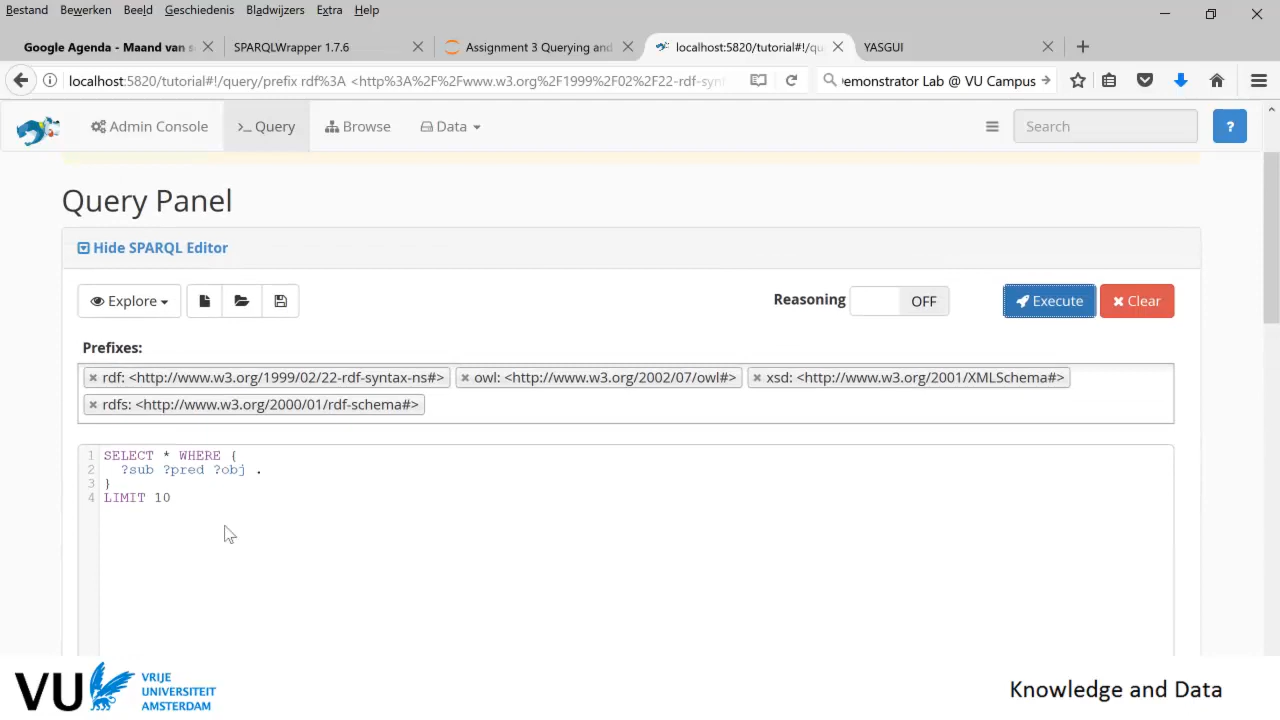 Bestand Bewerken Beeld Geschiedenis Bladwijzers Extra Help
Google Agenda - Maand van s SPARQLWrapper 1.7.6 Assignment 3 Querying and localhost:5820/tutorial#!/qu YASGUI
localhost:5820/tutorial#!/query/prefix rdf%3A <http%3A%2F%2Fwww.w3.org%2F1999%2F02%2F22-rdf-syn Demonstrator Lab @ VU Campus
Admin Console >_ Query Browse Data Search ?
Query Panel
Hide SPARQL Editor
Explore Reasoning OFF Execute Clear
Prefixes:
rdf: <http://www.w3.org/1999/02/22-rdf-syntax-ns#> owl: <http://www.w3.org/2002/07/owl#> xsd: <http://www.w3.org/2001/XMLSchema#>
rdfs: <http://www.w3.org/2000/01/rdf-schema#>
1 SELECT * WHERE {
2 ?sub ?pred ?obj .
3 }
4 LIMIT 10
VU VRIJE
UNIVERSITEIT
AMSTERDAM
Knowledge and Data